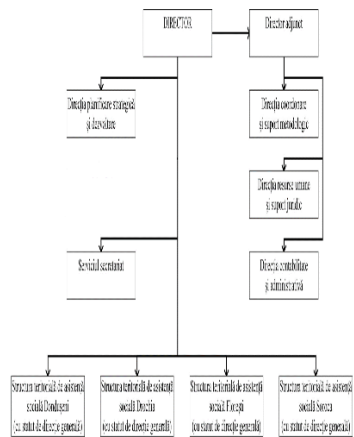 DIRECTOR
Director adjunct
Direcția planificare strategică
și dezvoltare
Direcția coordonare
și suport metodologic
Direcția resurse umane
și suport juridic
Serviciul secretariat
Direcția contabilitate
și administrativă
Structura teritorială de asistență
socială Dondușeni
(cu statut de direcție generală)
Structura teritorială de asistență
socială Drochia
(cu statut de direcție generală)
Structura teritorială de asistență
socială Florești
(cu statut de direcție generală)
Structura teritorială de asistență
socială Soroca
(cu statut de direcție generală)